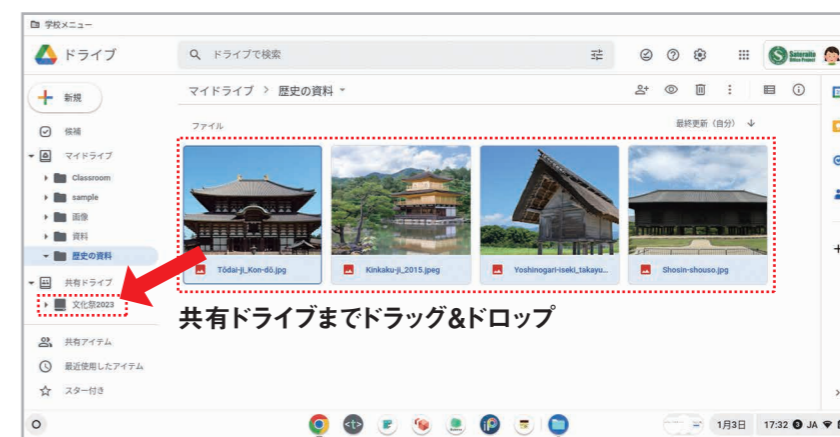 学校メニュー
ドライブ
ドライブで検索
Sateraito
Office Project
新規
マイドライブ > 歴史の資料
候補
ファイル
最終更新（自分）
マイドライブ
Classroom
sample
画像
資料
歴史の資料
Tōdai-ji_Kon-dō.jpg
Kinkaku-ji_2015.jpeg
Yoshinogari-iseki_takayu...
Shosin-shouso.jpg
共有ドライブ
文化祭2023
共有ドライブまでドラッグ&ドロップ
共有アイテム
最近使用したアイテム
スター付き
1月3日
17:32
JA